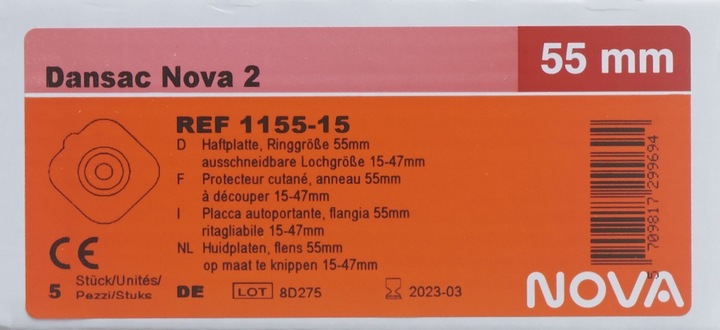 Dansac Nova 2
55 mm
REF 1155-15
D Haftplatte, Ringgröße 55mm
ausschneidbare Lochgröße 15-47mm
F Protecteur cutané, anneau 55mm
à découper 15-47mm
I Placca autoportante, flangia 55mm
ritagliabile 15-47mm
NL Huidplaten, flens 55mm
op maat te knippen 15-47mm
CE
5 Stück/Unités/
Pezzi/Stuks
DE LOT 8D275 2023-03
5 709817 299694
NOVA